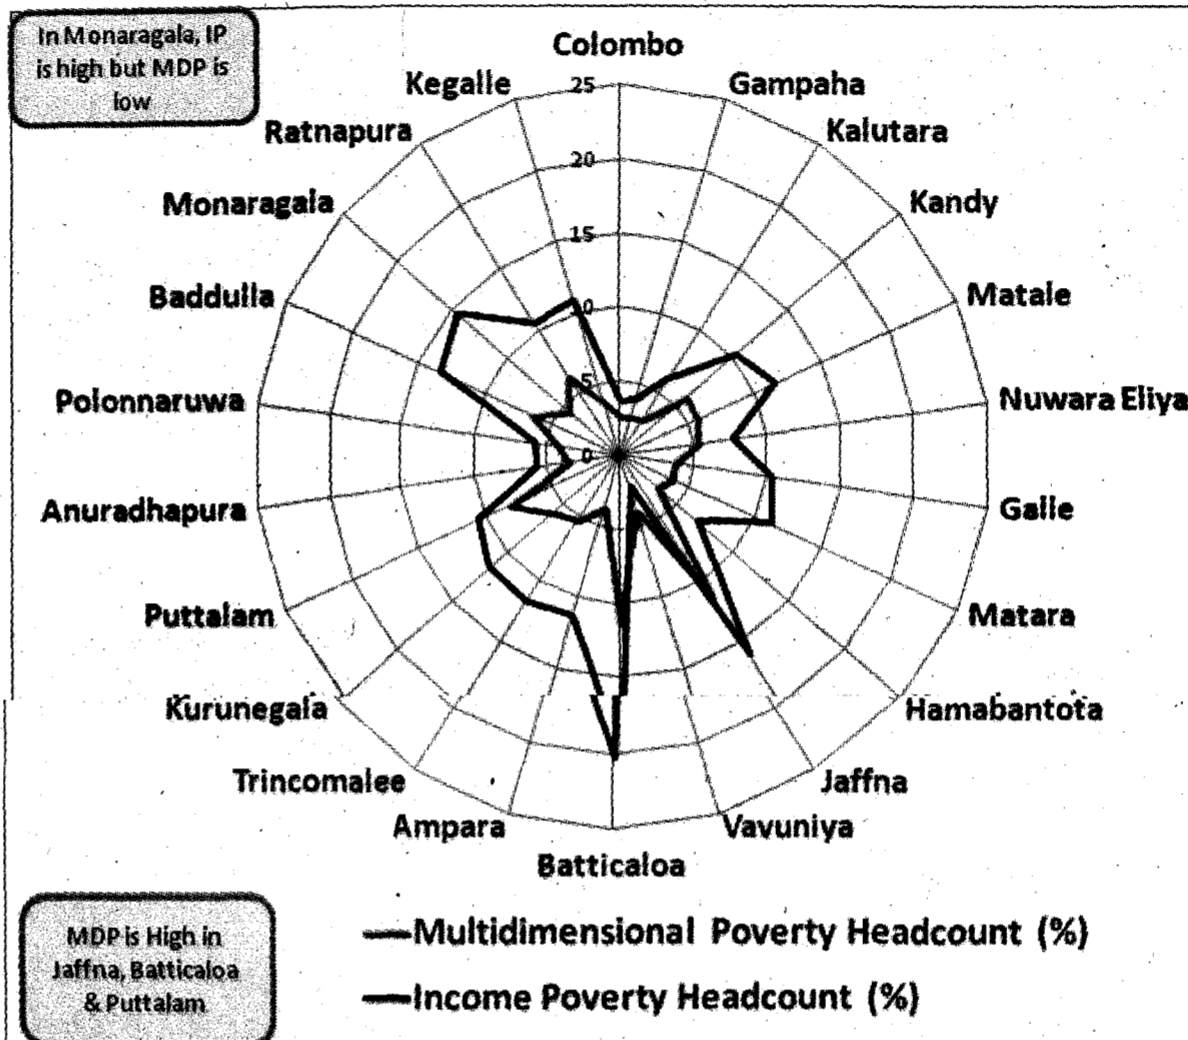 In Monaragala, IP
is high but MDP is
low
Colombo
Gampaha
Kalutara
Kandy
Matale
Nuwara Eliya
Galle
Matara
Hamabantota
Jaffna
Vavuniya
Batticaloa
Ampara
Trincomalee
Kurunegala
Puttalam
Anuradhapura
Polonnaruwa
Baddulla
Monaragala
Ratnapura
Kegalle
25
20
15
10
5
0
MDP is High in
Jaffna, Batticaloa
& Puttalam
Multidimensional Poverty Headcount (%)
Income Poverty Headcount (%)